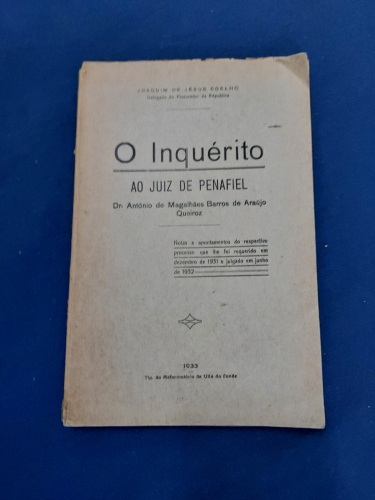 JOAQUIM DE JESUS COELHO
Delegado do Procurador da República
O Inquérito
AO JUIZ DE PENAFIEL
Dr. António de Magalhães Barros de Araújo
Queiroz
Notas e apontamentos do respectivo
processo que lhe foi requerido em
dezembro de 1931 e julgado em junho
de 1932
1933
Tip. do Reformatório de Vila do Conde